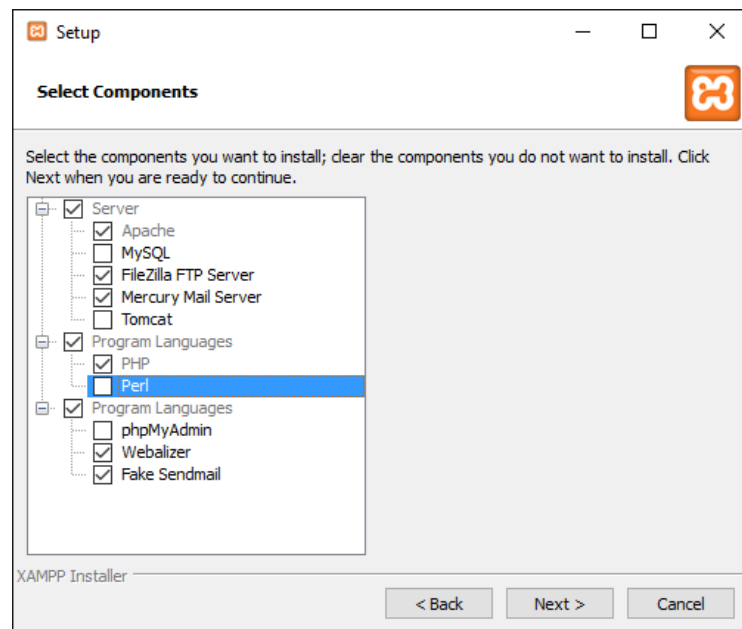 Setup
Select Components
Select the components you want to install; clear the components you do not want to install. Click
Next when you are ready to continue.
Server
Apache
MySQL
FileZilla FTP Server
Mercury Mail Server
Tomcat
Program Languages
PHP
Perl
Program Languages
phpMyAdmin
Webalizer
Fake Sendmail
XAMPP Installer
< Back Next > Cancel